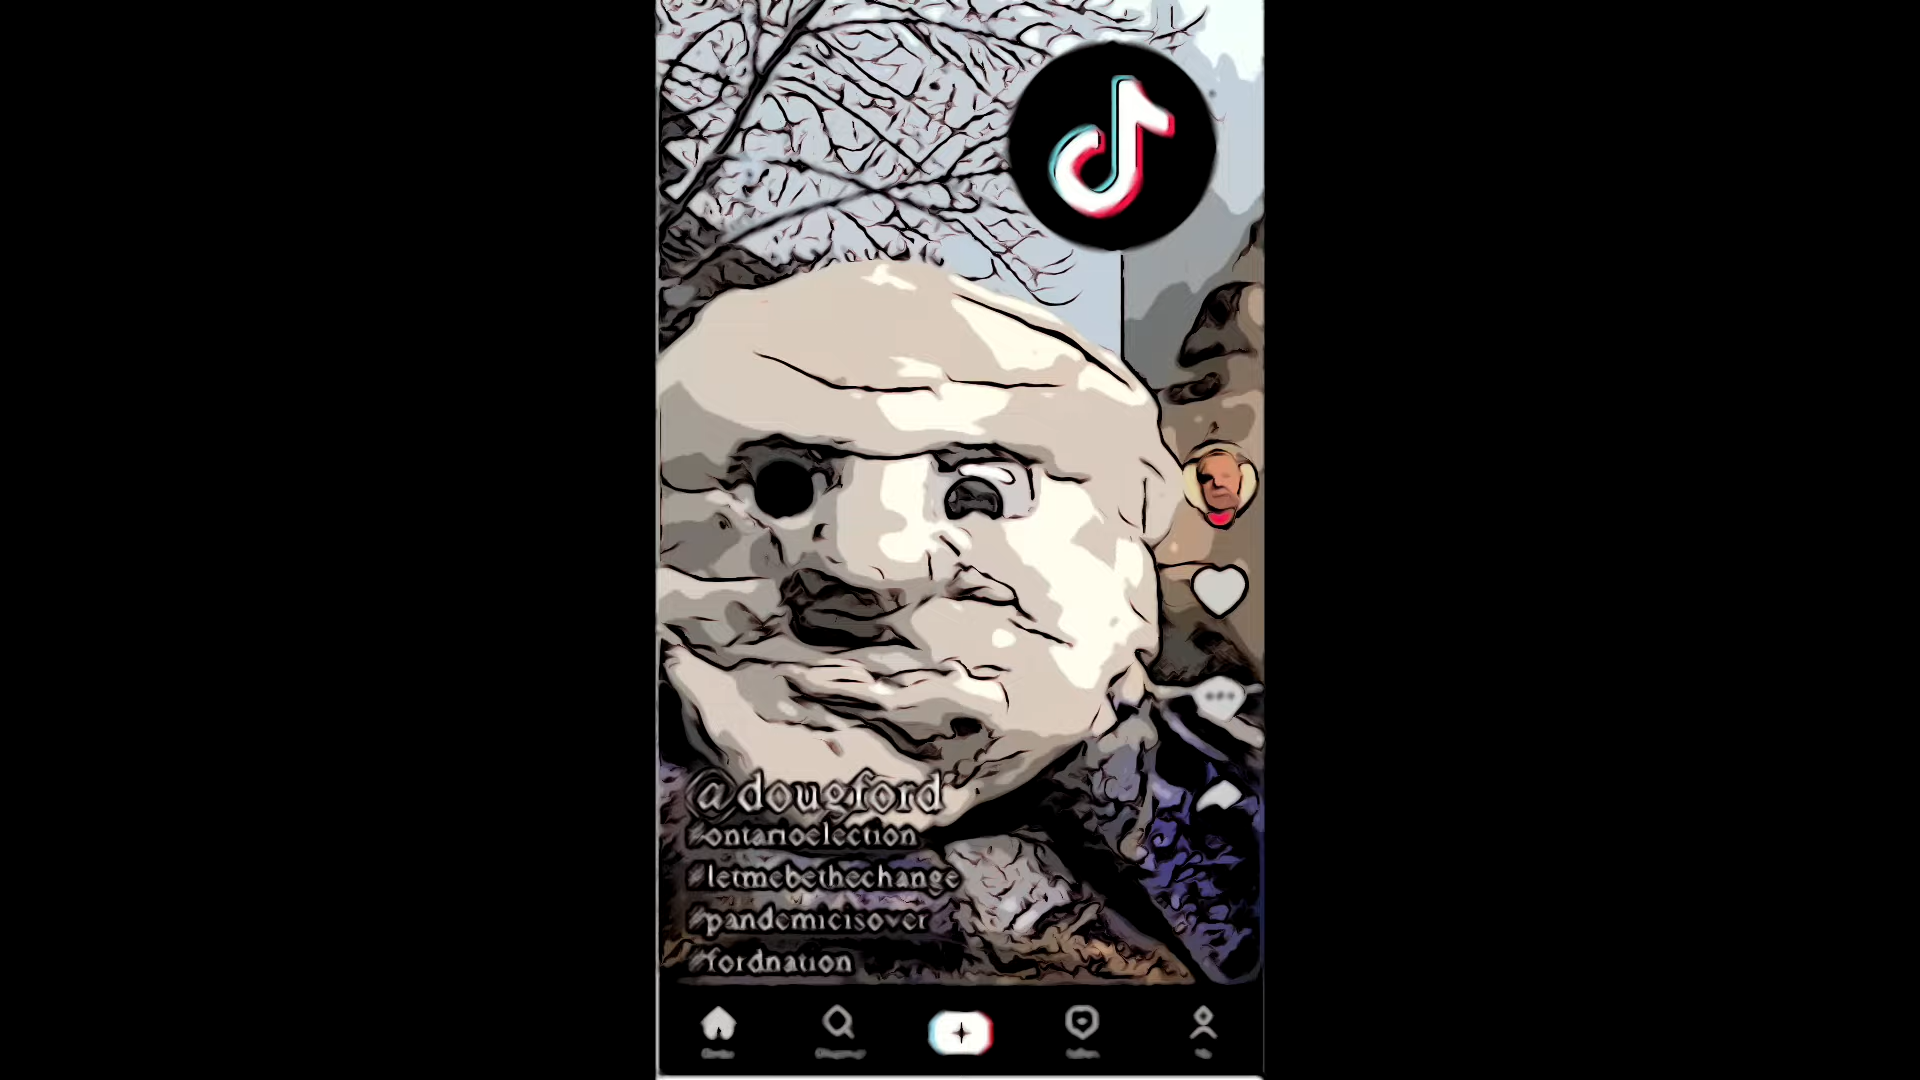 @dougford
#ontarioelection
#letmebethechange
#pandemicisover
#fordnation